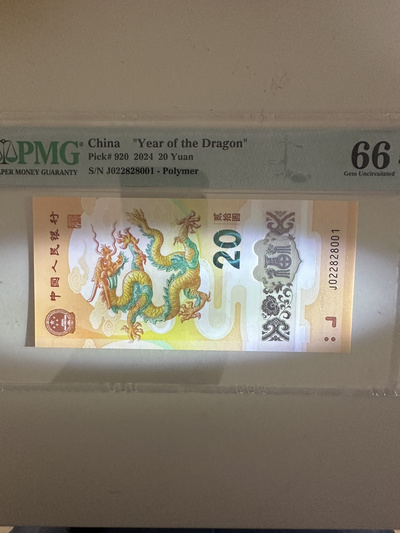 PMG®
PAPER MONEY GUARANTY
China "Year of the Dragon"
Pick# 920 2024 20 Yuan
S/N J022828001 - Polymer
66
Gem Uncirculated
中国人民银行
贰拾圆
20
J022828001